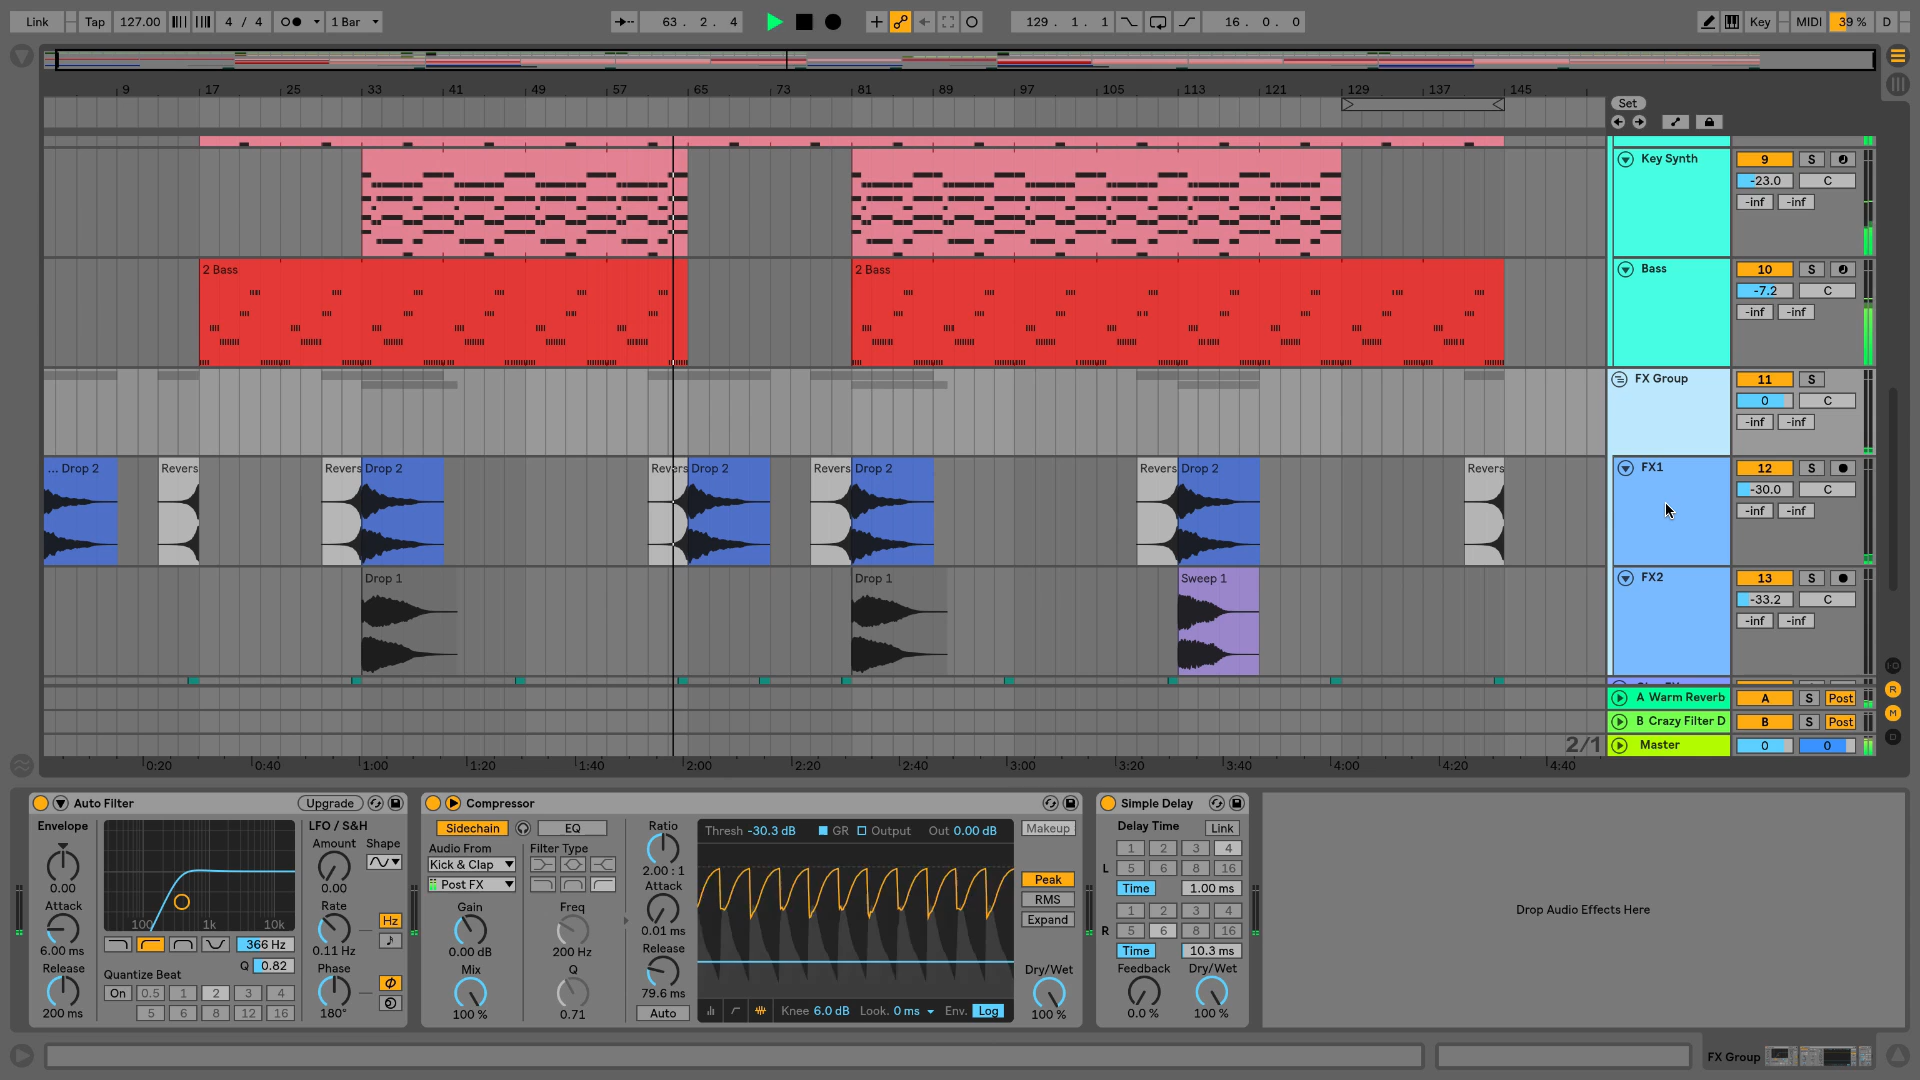 Link Tap 127.00 4 / 4 1 Bar 63 . 2 . 4 129 . 1 . 1 16 . 0 . 0 Key MIDI 39 % D
9 17 25 33 41 49 57 65 73 81 89 97 105 113 121 129 137 145
Set
Key Synth 9 S
-23.0 C
-inf -inf
2 Bass 2 Bass Bass 10 S
-7.2 C
-inf -inf
FX Group 11 S
0 C
-inf -inf
... Drop 2 Revers Revers Drop 2 Revers Drop 2 Revers Drop 2 Revers Drop 2 Revers FX1 12 S
-30.0 C
-inf -inf
Drop 1 Drop 1 Sweep 1 FX2 13 S
-33.2 C
-inf -inf
A Warm Reverb A S Post
B Crazy Filter D B S Post
2/1 Master 0 0
0:20 0:40 1:00 1:20 1:40 2:00 2:20 2:40 3:00 3:20 3:40 4:00 4:20 4:40
I·O
R
M
D
Auto Filter Upgrade
Envelope
0.00
Attack
6.00 ms
Release
200 ms
100 1k 10k
366 Hz
Q 0.82
Quantize Beat
On 0.5 1 2 3 4
5 6 8 12 16
LFO / S&H
Amount Shape
0.00
Rate
0.11 Hz
Hz
Phase
180°
Compressor
Sidechain EQ
Audio From
Kick & Clap
Post FX
Filter Type
Gain
0.00 dB
Mix
100 %
Freq
200 Hz
Q
0.71
Ratio
2.00 : 1
Attack
0.01 ms
Release
79.6 ms
Auto
Thresh -30.3 dB GR Output Out 0.00 dB
Knee 6.0 dB Look. 0 ms Env. Log
Makeup
Peak
RMS
Expand
Dry/Wet
100 %
Simple Delay
Delay Time Link
1 2 3 4
L 5 6 8 16
Time 1.00 ms
1 2 3 4
R 5 6 8 16
Time 10.3 ms
Feedback Dry/Wet
0.0 % 100 %
Drop Audio Effects Here
FX Group